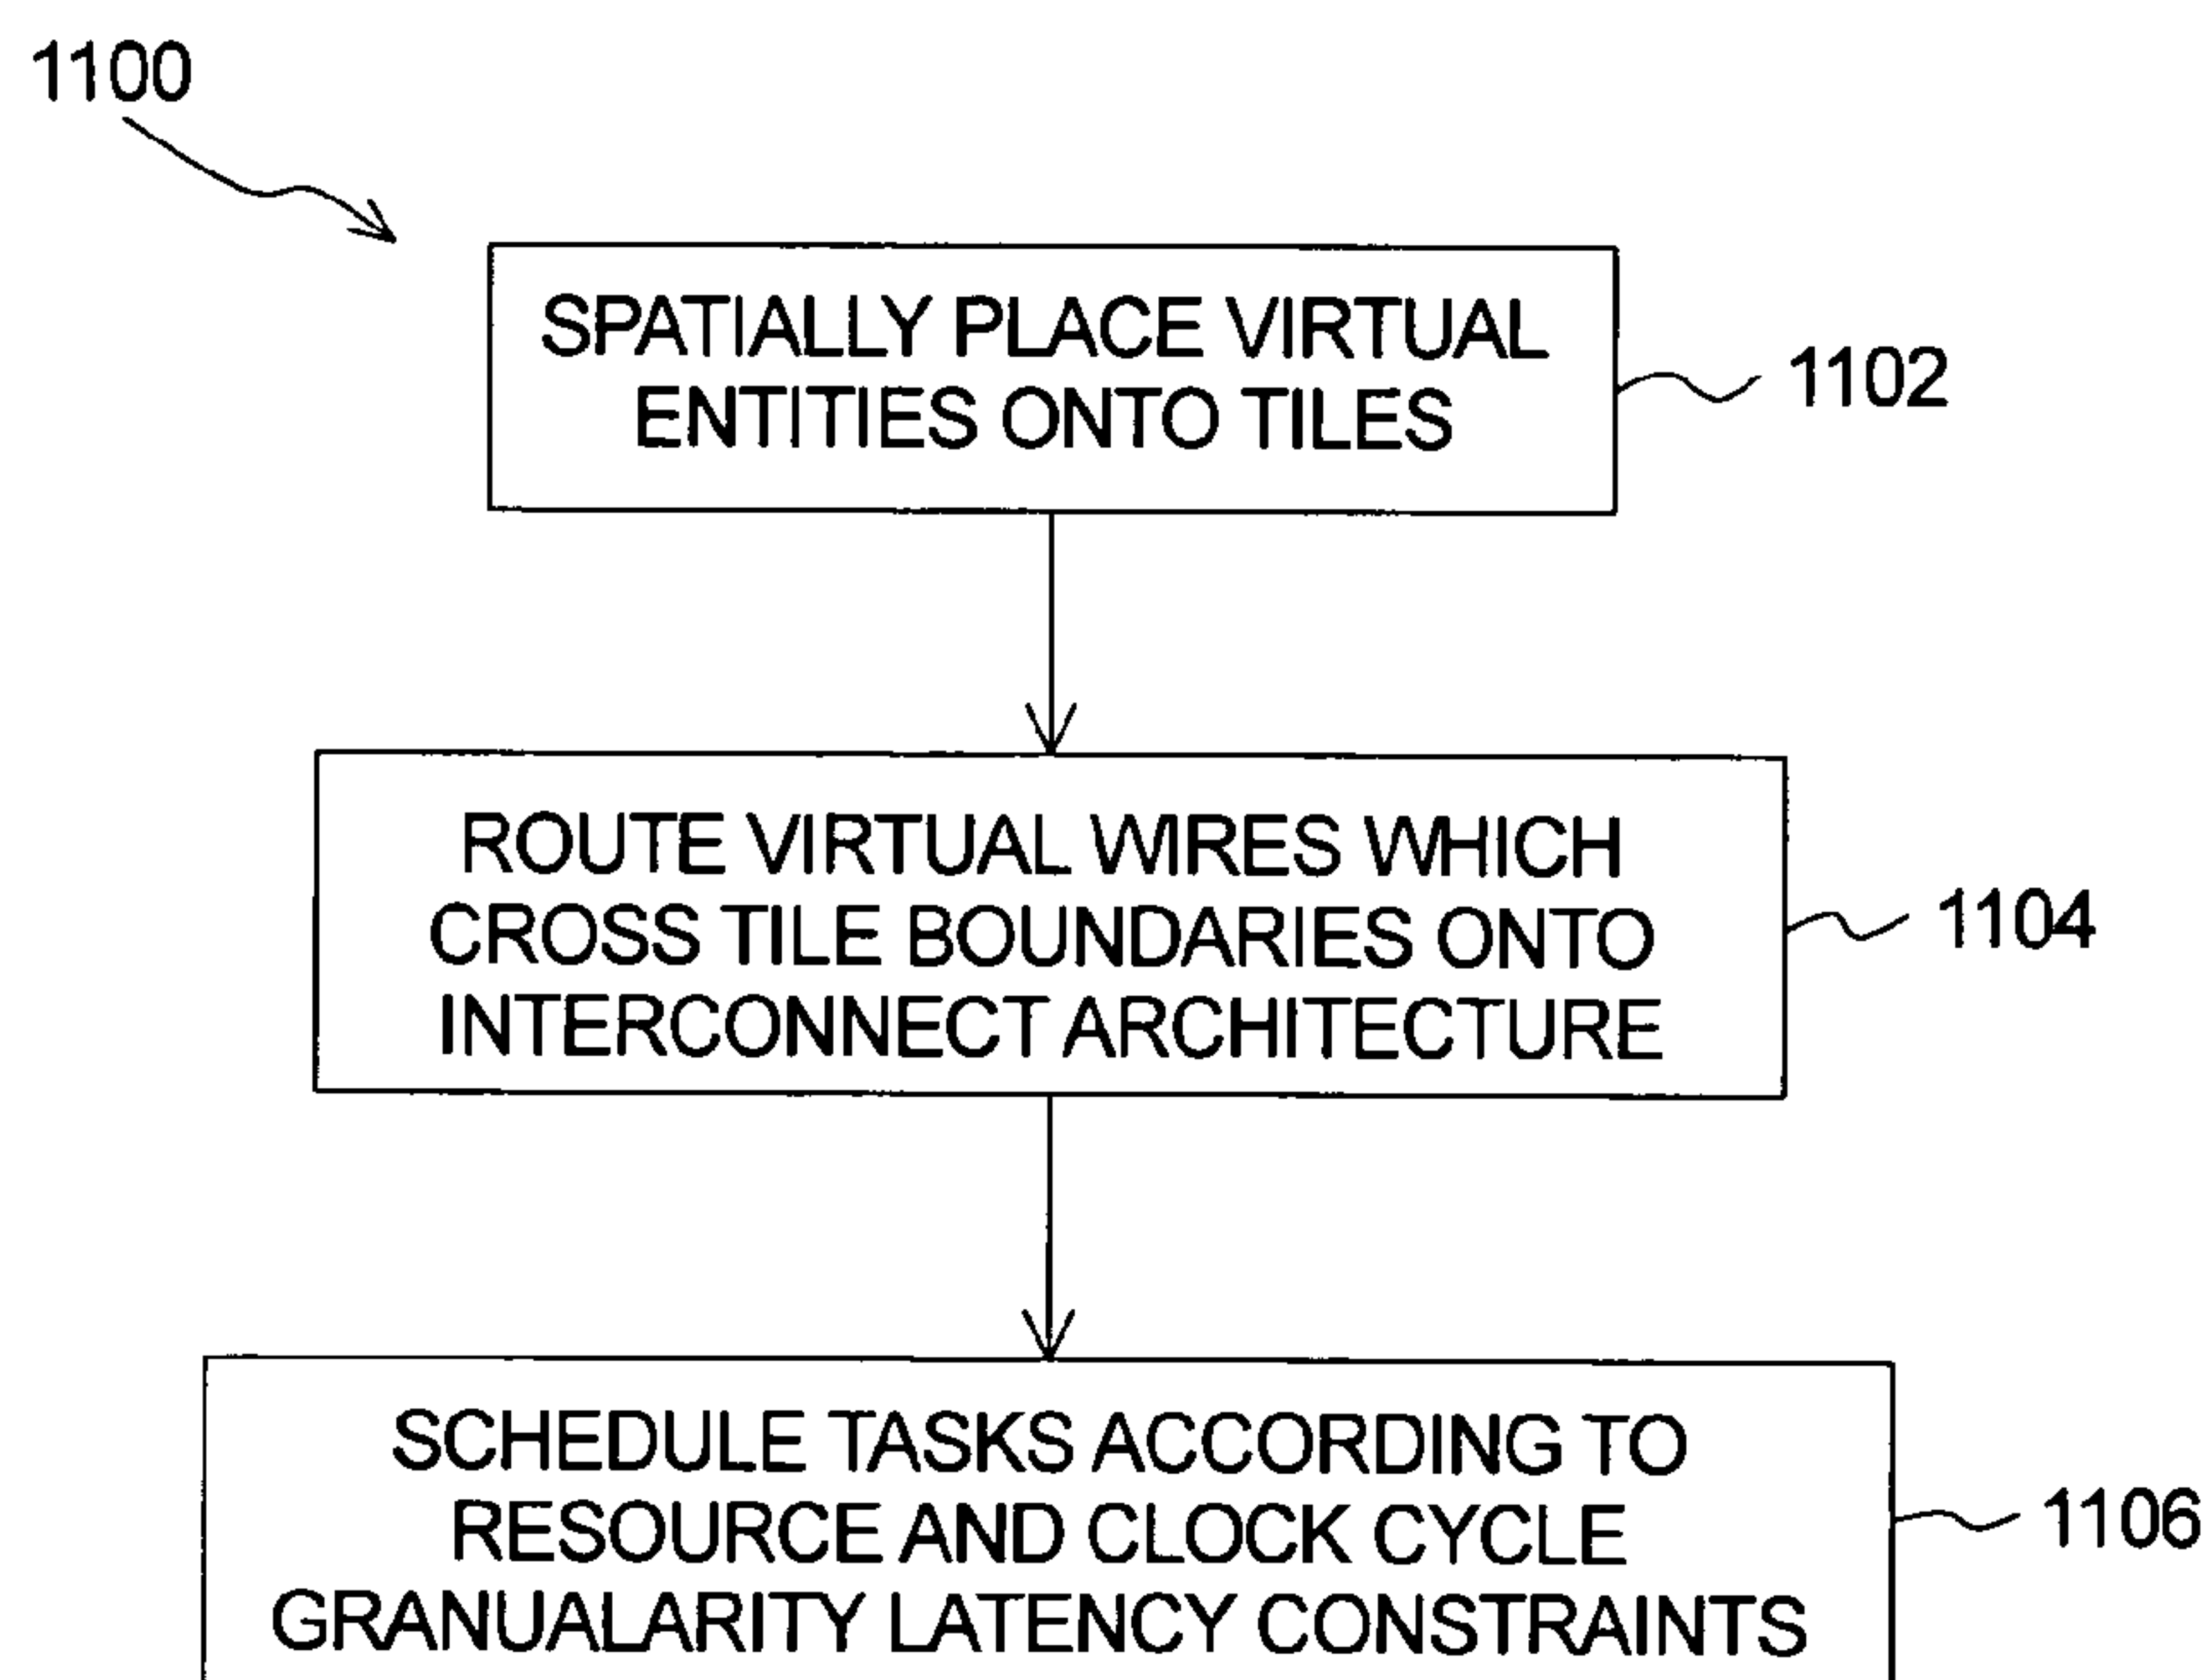 1100
SPATIALLY PLACE VIRTUAL
ENTITIES ONTO TILES
1102
ROUTE VIRTUAL WIRES WHICH
CROSS TILE BOUNDARIES ONTO
INTERCONNECT ARCHITECTURE
1104
SCHEDULE TASKS ACCORDING TO
RESOURCE AND CLOCK CYCLE
GRANUALARITY LATENCY CONSTRAINTS
1106